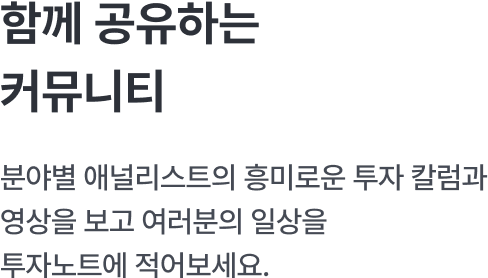 함께 공유하는
커뮤니티
분야별 애널리스트의 흥미로운 투자 칼럼과
영상을 보고 여러분의 일상을
투자노트에 적어보세요.